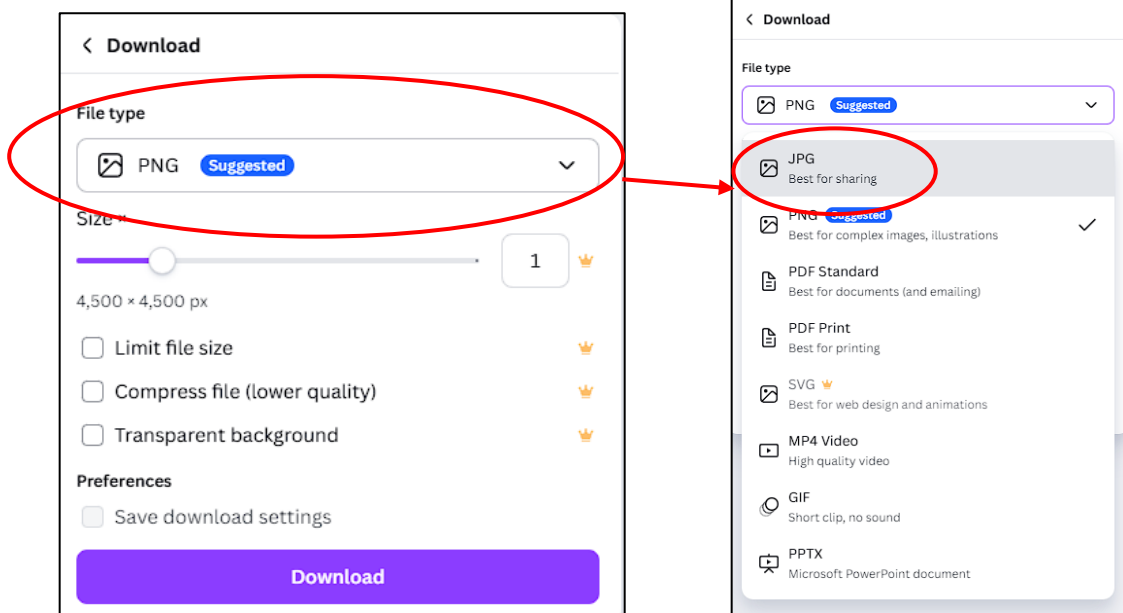 Download
File type
PNG Suggested
Size ×
1
4,500 × 4,500 px
Limit file size
Compress file (lower quality)
Transparent background
Preferences
Save download settings
Download
Download
File type
PNG Suggested
JPG
Best for sharing
PNG Suggested
Best for complex images, illustrations
PDF Standard
Best for documents (and emailing)
PDF Print
Best for printing
SVG
Best for web design and animations
MP4 Video
High quality video
GIF
Short clip, no sound
PPTX
Microsoft PowerPoint document